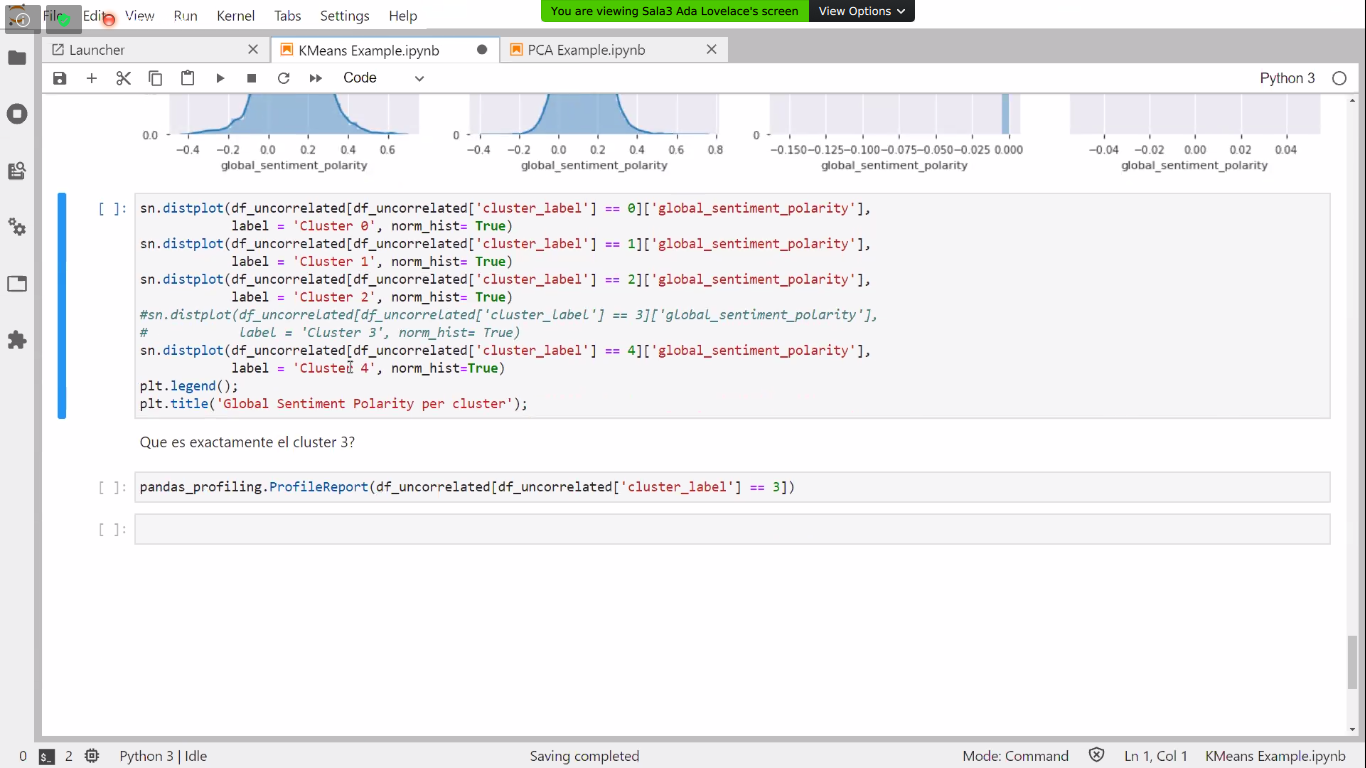 File Edit View Run Kernel Tabs Settings Help
You are viewing Sala3 Ada Lovelace's screen View Options
Launcher KMeans Example.ipynb PCA Example.ipynb
Code Python 3
0.0 0 0
−0.4 −0.2 0.0 0.2 0.4 0.6 −0.4 −0.2 0.0 0.2 0.4 0.6 0.8 −0.150−0.125−0.100−0.075−0.050−0.025 0.000 −0.04 −0.02 0.00 0.02 0.04
global_sentiment_polarity global_sentiment_polarity global_sentiment_polarity global_sentiment_polarity
[ ]: sn.distplot(df_uncorrelated[df_uncorrelated['cluster_label'] == 0]['global_sentiment_polarity'],
label = 'Cluster 0', norm_hist= True)
sn.distplot(df_uncorrelated[df_uncorrelated['cluster_label'] == 1]['global_sentiment_polarity'],
label = 'Cluster 1', norm_hist= True)
sn.distplot(df_uncorrelated[df_uncorrelated['cluster_label'] == 2]['global_sentiment_polarity'],
label = 'Cluster 2', norm_hist= True)
#sn.distplot(df_uncorrelated[df_uncorrelated['cluster_label'] == 3]['global_sentiment_polarity'],
# label = 'Cluster 3', norm_hist= True)
sn.distplot(df_uncorrelated[df_uncorrelated['cluster_label'] == 4]['global_sentiment_polarity'],
label = 'Cluster 4', norm_hist=True)
plt.legend();
plt.title('Global Sentiment Polarity per cluster');
Que es exactamente el cluster 3?
[ ]: pandas_profiling.ProfileReport(df_uncorrelated[df_uncorrelated['cluster_label'] == 3])
[ ]:
0 $_ 2 Python 3 | Idle Saving completed Mode: Command Ln 1, Col 1 KMeans Example.ipynb